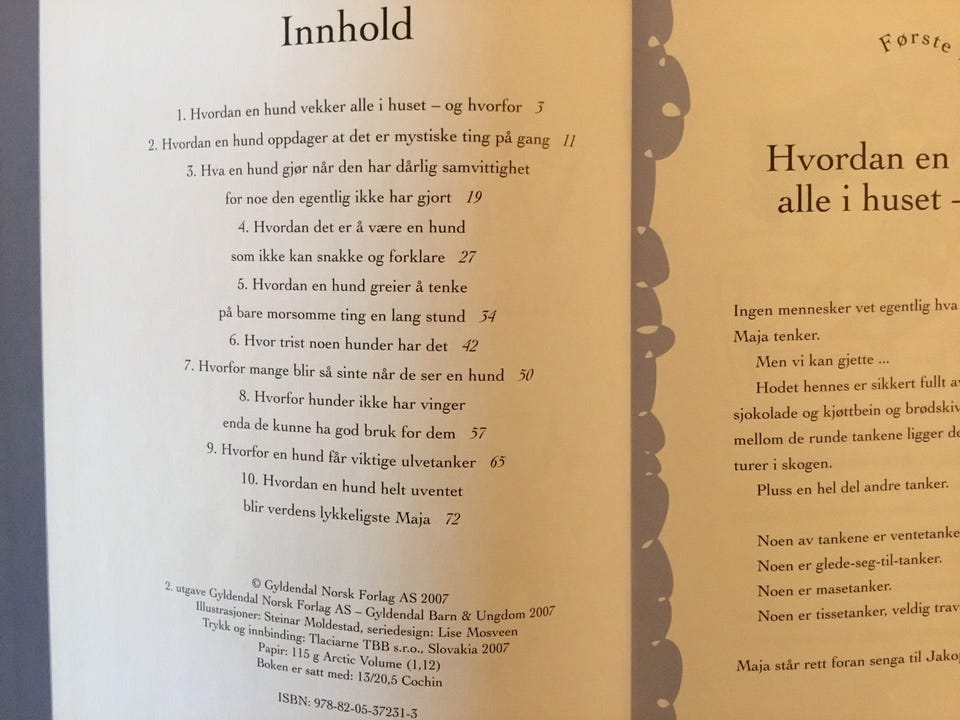 Innhold
1. Hvordan en hund vekker alle i huset – og hvorfor 3
2. Hvordan en hund oppdager at det er mystiske ting på gang 11
3. Hva en hund gjør når den har dårlig samvittighet
for noe den egentlig ikke har gjort 19
4. Hvordan det er å være en hund
som ikke kan snakke og forklare 27
5. Hvordan en hund greier å tenke
på bare morsomme ting en lang stund 34
6. Hvor trist noen hunder har det 42
7. Hvorfor mange blir så sinte når de ser en hund 50
8. Hvorfor hunder ikke har vinger
enda de kunne ha god bruk for dem 57
9. Hvorfor en hund får viktige ulvetanker 65
10. Hvordan en hund helt uventet
blir verdens lykkeligste Maja 72
© Gyldendal Norsk Forlag AS 2007
2. utgave Gyldendal Norsk Forlag AS – Gyldendal Barn & Ungdom 2007
Illustrasjoner: Steinar Moldestad, seriedesign: Lise Mosveen
Trykk og innbinding: Tlaciarne TBB s.r.o., Slovakia 2007
Papir: 115 g Arctic Volume (1,12)
Boken er satt med: 13/20,5 Cochin
ISBN: 978-82-05-37231-3
Første
Hvordan en
alle i huset –
Ingen mennesker vet egentlig hva
Maja tenker.
Men vi kan gjette ...
Hodet hennes er sikkert fullt av
sjokolade og kjøttbein og brødskiv
mellom de runde tankene ligger de
turer i skogen.
Pluss en hel del andre tanker.
Noen av tankene er ventetanke
Noen er glede-seg-til-tanker.
Noen er masetanker.
Noen er tissetanker, veldig trav
Maja står rett foran senga til Jakop